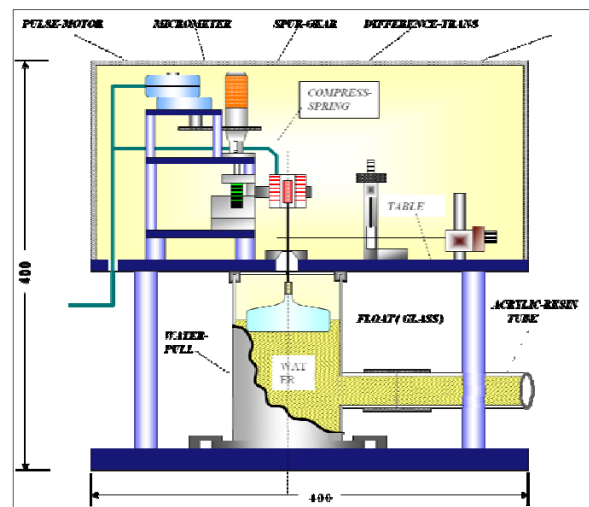 PULSE-MOTOR MICROMETER SPUR-GEAR DIFFERENCE-TRANS
COMPRESS-
SPRING
TABLE
400
ACRYLIC-RESIN
TUBE
FLOAT(GLASS)
WATER-
PULL
WAT
ER
400